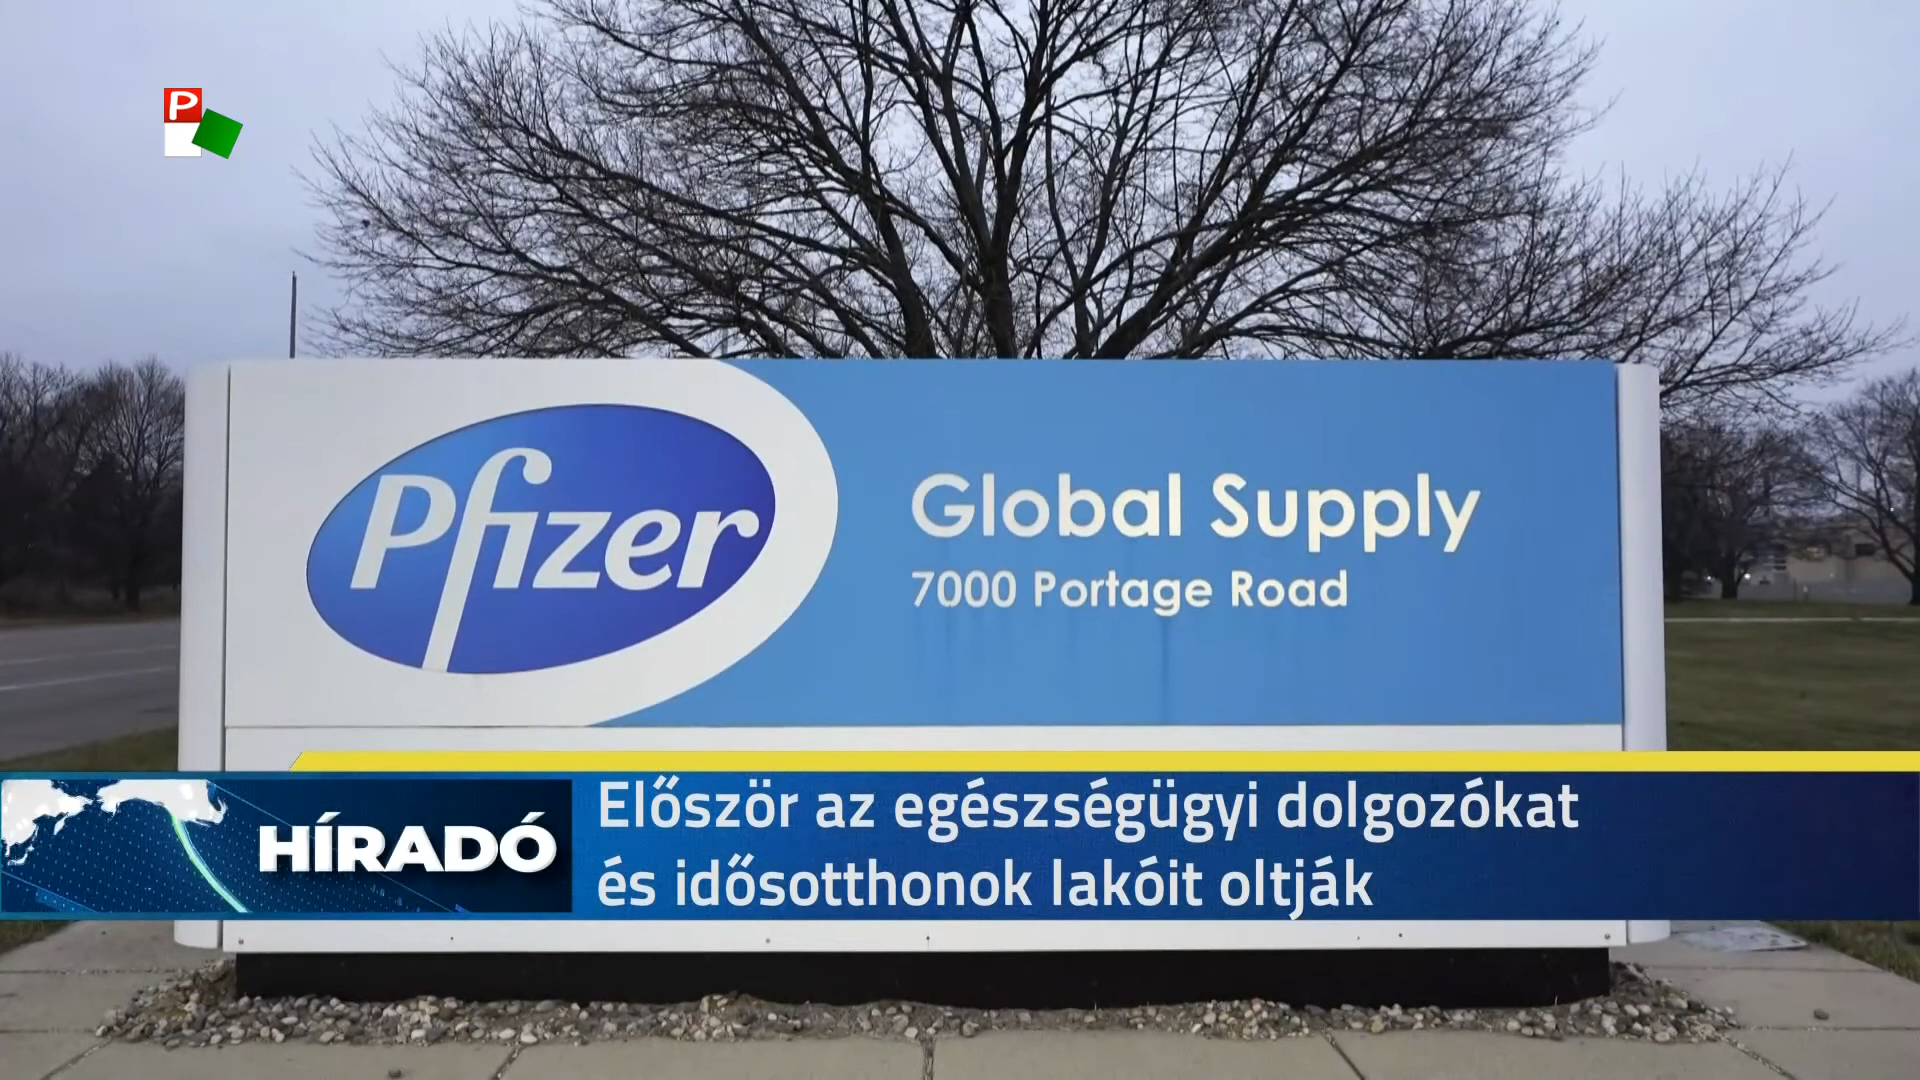 P
Pfizer
Global Supply
7000 Portage Road
HÍRADÓ
Először az egészségügyi dolgozókat
és idősotthonok lakóit oltják